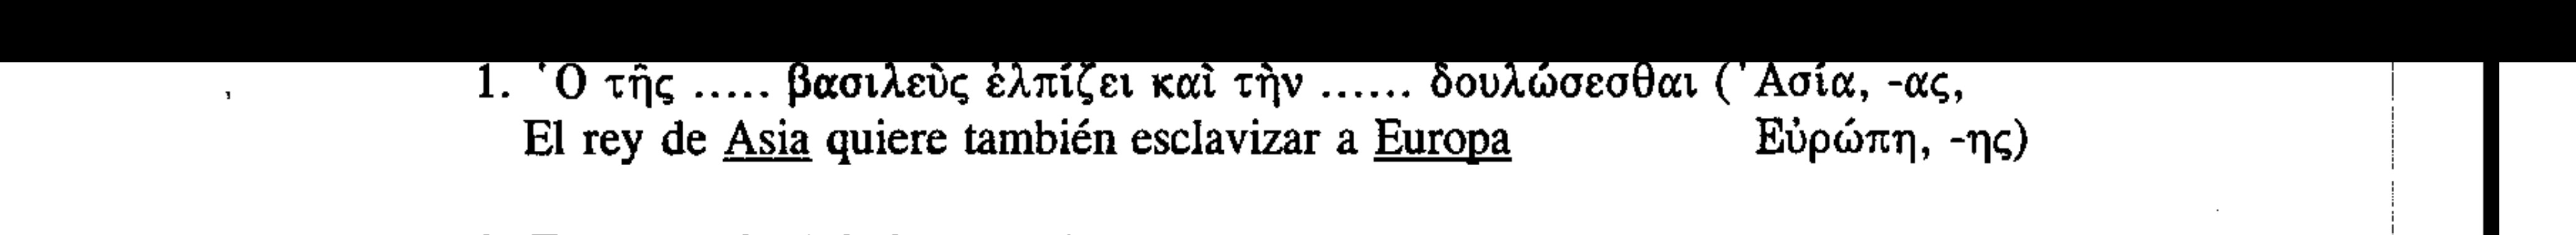 1. Ὁ τῆς ..... βασιλεὺς ἐλπίζει καὶ τὴν ...... δουλώσεσθαι (Ἀσία, -ας,
El rey de Asia quiere también esclavizar a Europa Εὐρώπη, -ης)